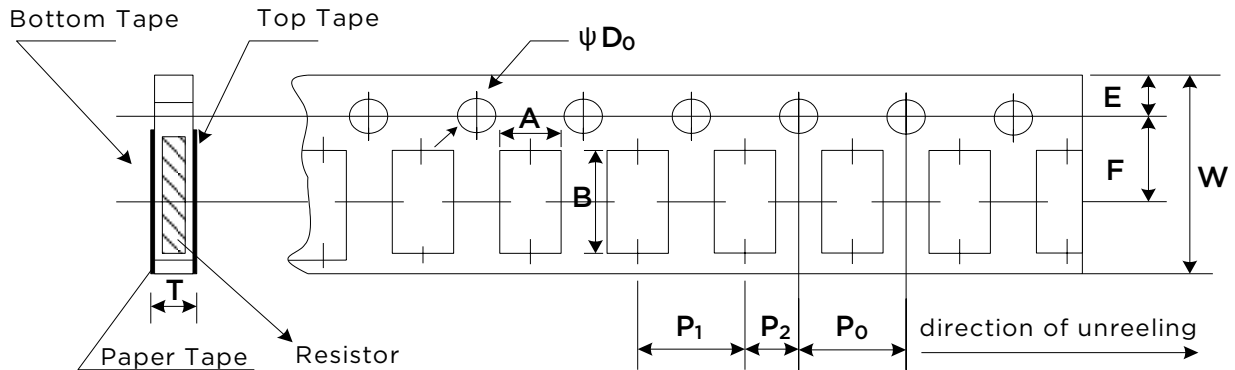 Bottom Tape
Top Tape
ψ D₀
A
B
E
F
W
T
P₁
P₂
P₀
direction of unreeling
Paper Tape
Resistor